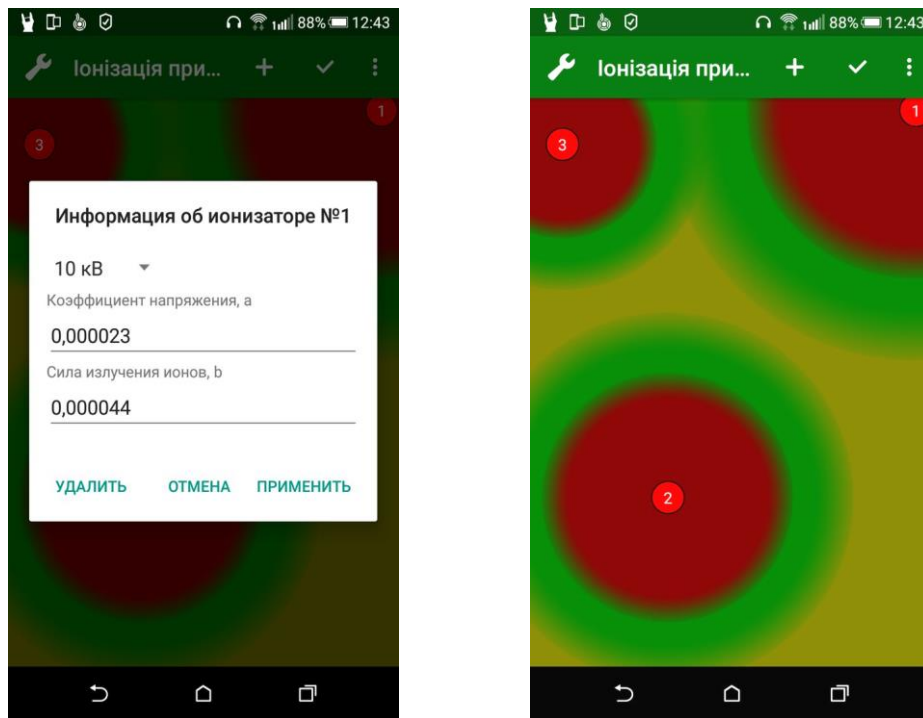 88% 12:43
Іонізація при...
1
3
Информация об ионизаторе №1
10 кВ
Коэффициент напряжения, а
0,000023
Сила излучения ионов, b
0,000044
УДАЛИТЬ ОТМЕНА ПРИМЕНИТЬ
88% 12:43
Іонізація при...
1
3
2